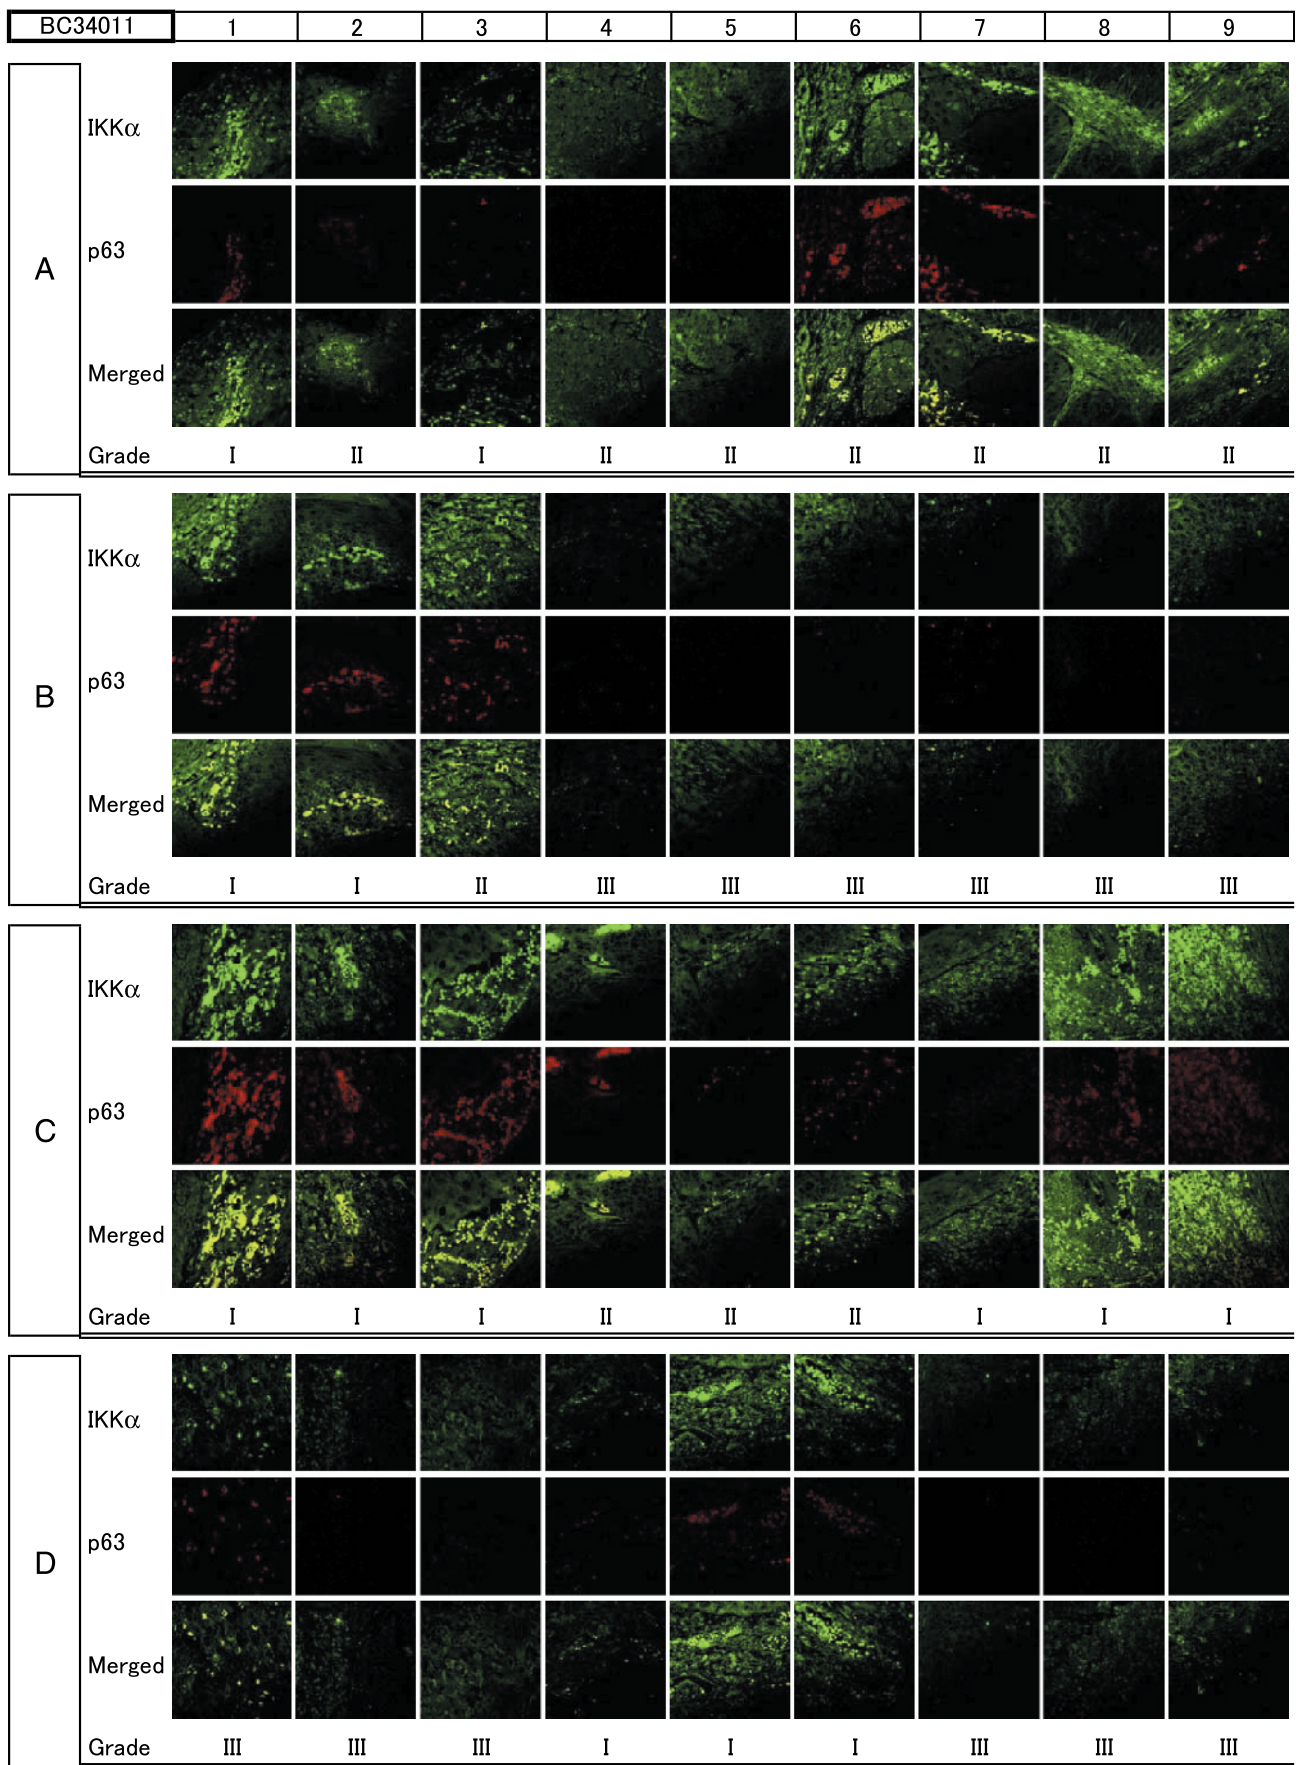 BC34011 1 2 3 4 5 6 7 8 9
A
IKKα
p63
Merged
Grade I II I II II II II II II
B
IKKα
p63
Merged
Grade I I II III III III III III III
C
IKKα
p63
Merged
Grade I I I II II II I I I
D
IKKα
p63
Merged
Grade III III III I I I III III III